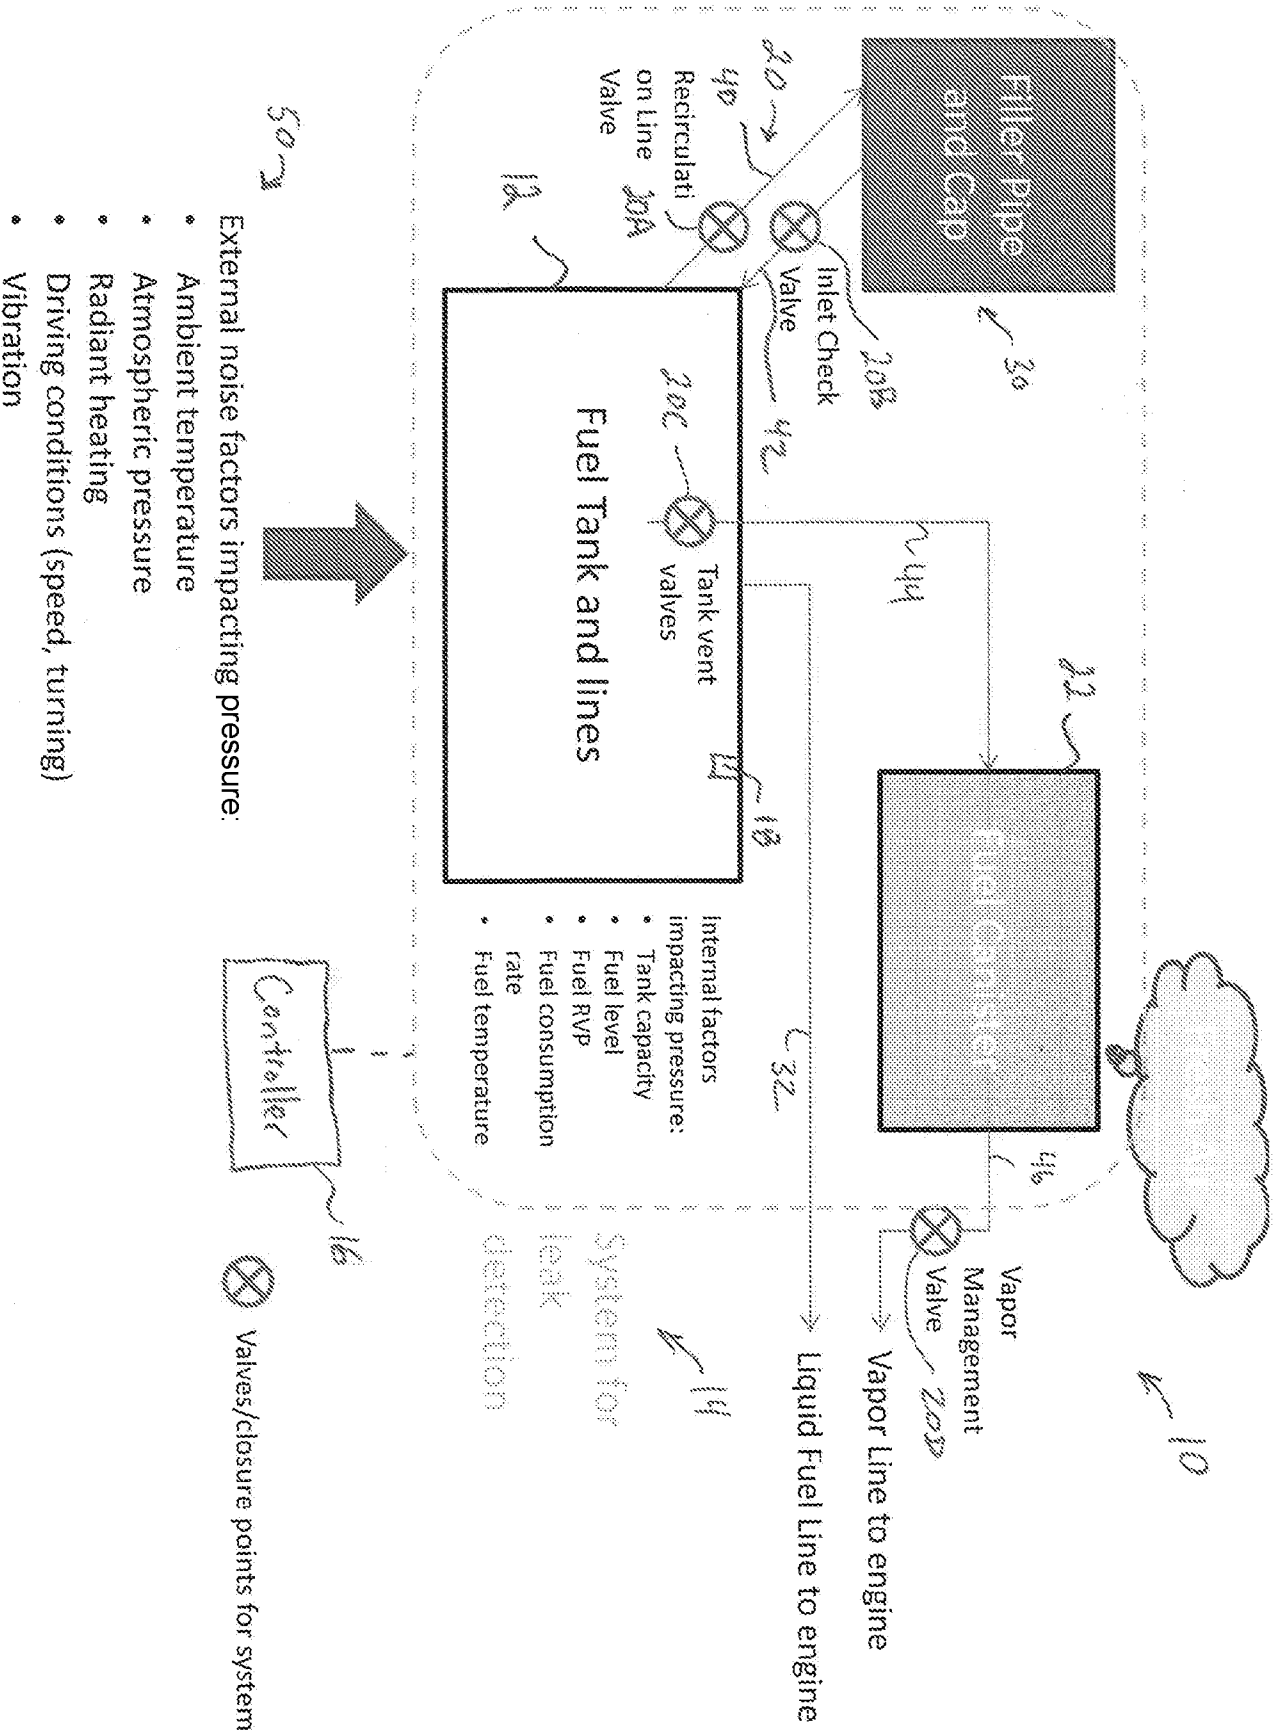 10
Filler Pipe
and Cap
30
22
Fuel Canister
46
Vapor
Management
Valve
20D
Vapor Line to engine
Liquid Fuel Line to engine
44
32
20
40
Recirculati
on Line
Valve
20A
Inlet Check
Valve
20B
42
12
20C
Tank vent
valves
18
Fuel Tank and lines
Internal factors
impacting pressure:
• Tank capacity
• Fuel level
• Fuel RVP
• Fuel consumption
rate
• Fuel temperature
14
System for
leak
detection
50
External noise factors impacting pressure:
• Ambient temperature
• Atmospheric pressure
• Radiant heating
• Driving conditions (speed, turning)
• Vibration
Controller
16
Valves/closure points for system